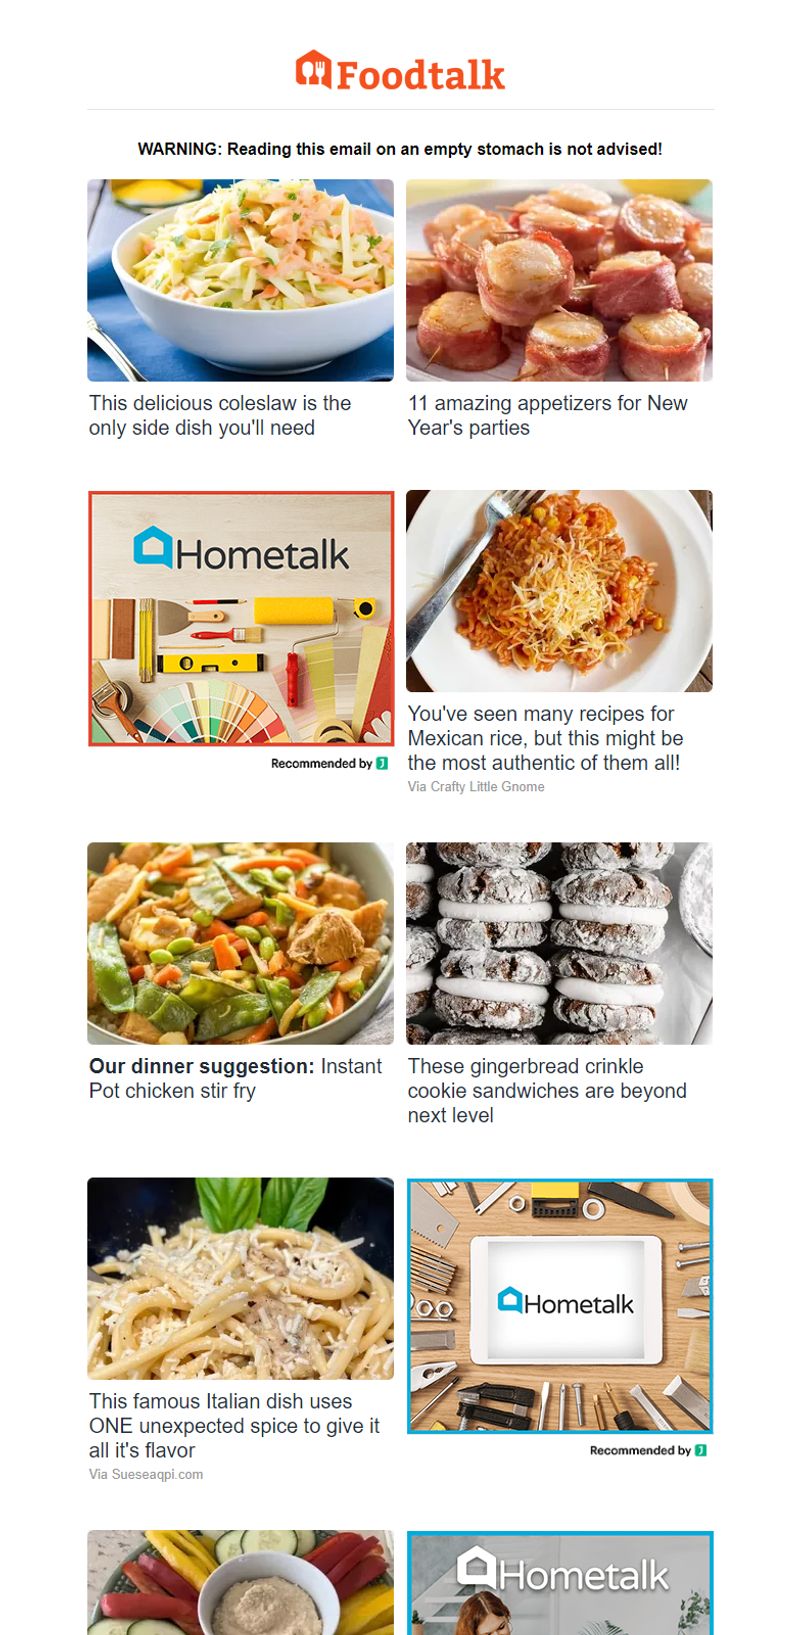 Foodtalk
WARNING: Reading this email on an empty stomach is not advised!
This delicious coleslaw is the
only side dish you'll need
11 amazing appetizers for New
Year's parties
Hometalk
Recommended by
You've seen many recipes for
Mexican rice, but this might be
the most authentic of them all!
Via Crafty Little Gnome
Our dinner suggestion: Instant
Pot chicken stir fry
These gingerbread crinkle
cookie sandwiches are beyond
next level
This famous Italian dish uses
ONE unexpected spice to give it
all it's flavor
Via Sueseaqpi.com
Hometalk
Recommended by
Hometalk